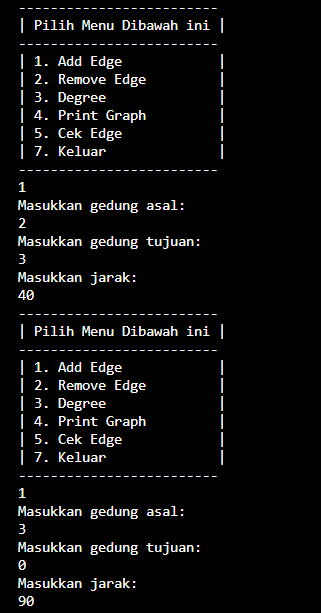 -------------------------
| Pilih Menu Dibawah ini |
-------------------------
| 1. Add Edge            |
| 2. Remove Edge         |
| 3. Degree              |
| 4. Print Graph         |
| 5. Cek Edge            |
| 7. Keluar              |
-------------------------
1
Masukkan gedung asal:
2
Masukkan gedung tujuan:
3
Masukkan jarak:
40
-------------------------
| Pilih Menu Dibawah ini |
-------------------------
| 1. Add Edge            |
| 2. Remove Edge         |
| 3. Degree              |
| 4. Print Graph         |
| 5. Cek Edge            |
| 7. Keluar              |
-------------------------
1
Masukkan gedung asal:
3
Masukkan gedung tujuan:
0
Masukkan jarak:
90